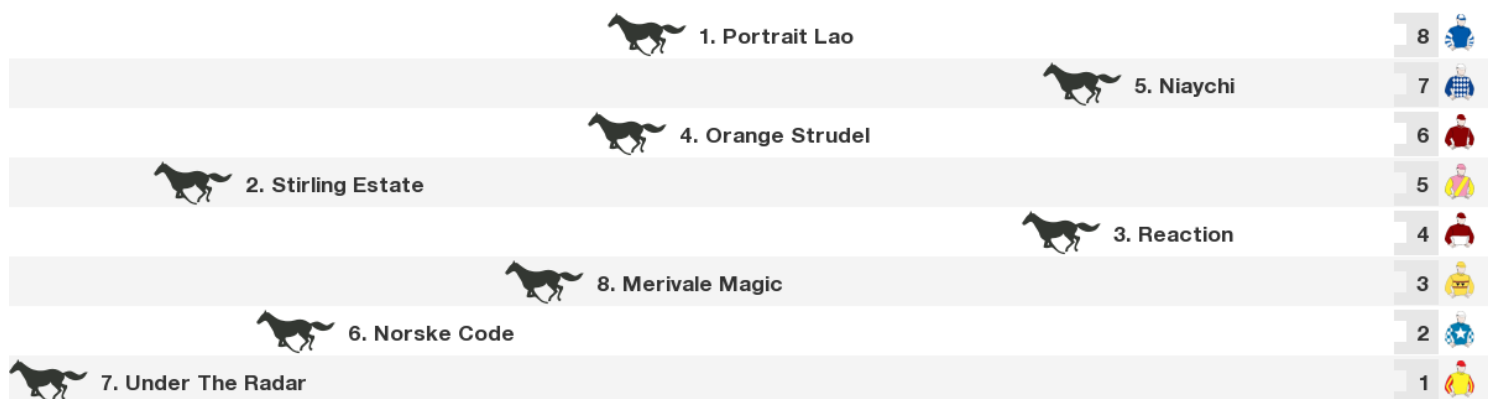 1. Portrait Lao 8
5. Niaychi 7
4. Orange Strudel 6
2. Stirling Estate 5
3. Reaction 4
8. Merivale Magic 3
6. Norske Code 2
7. Under The Radar 1